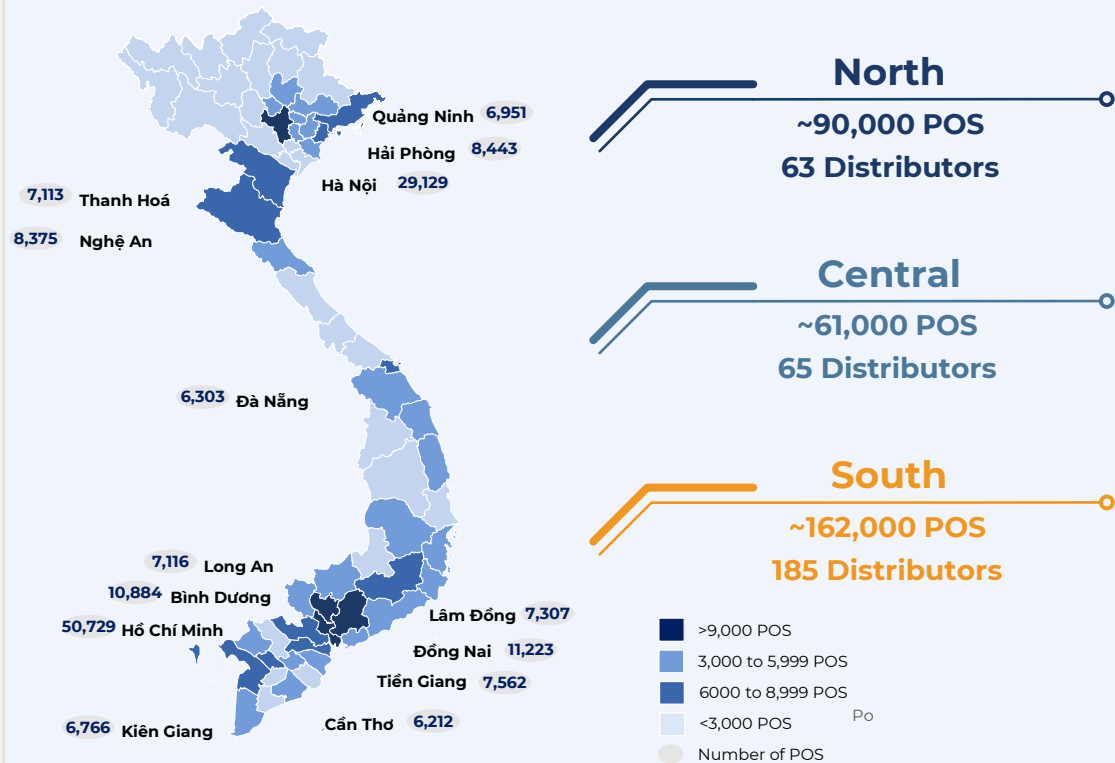 Quảng Ninh 6,951
Hải Phòng 8,443
Hà Nội 29,129
7,113 Thanh Hoá
8,375 Nghệ An
6,303 Đà Nẵng
7,116 Long An
10,884 Bình Dương
50,729 Hồ Chí Minh
Lâm Đồng 7,307
Đồng Nai 11,223
Tiền Giang 7,562
Cần Thơ 6,212
6,766 Kiên Giang
North
~90,000 POS
63 Distributors
Central
~61,000 POS
65 Distributors
South
~162,000 POS
185 Distributors
>9,000 POS
3,000 to 5,999 POS
6000 to 8,999 POS
<3,000 POS
Po
Number of POS